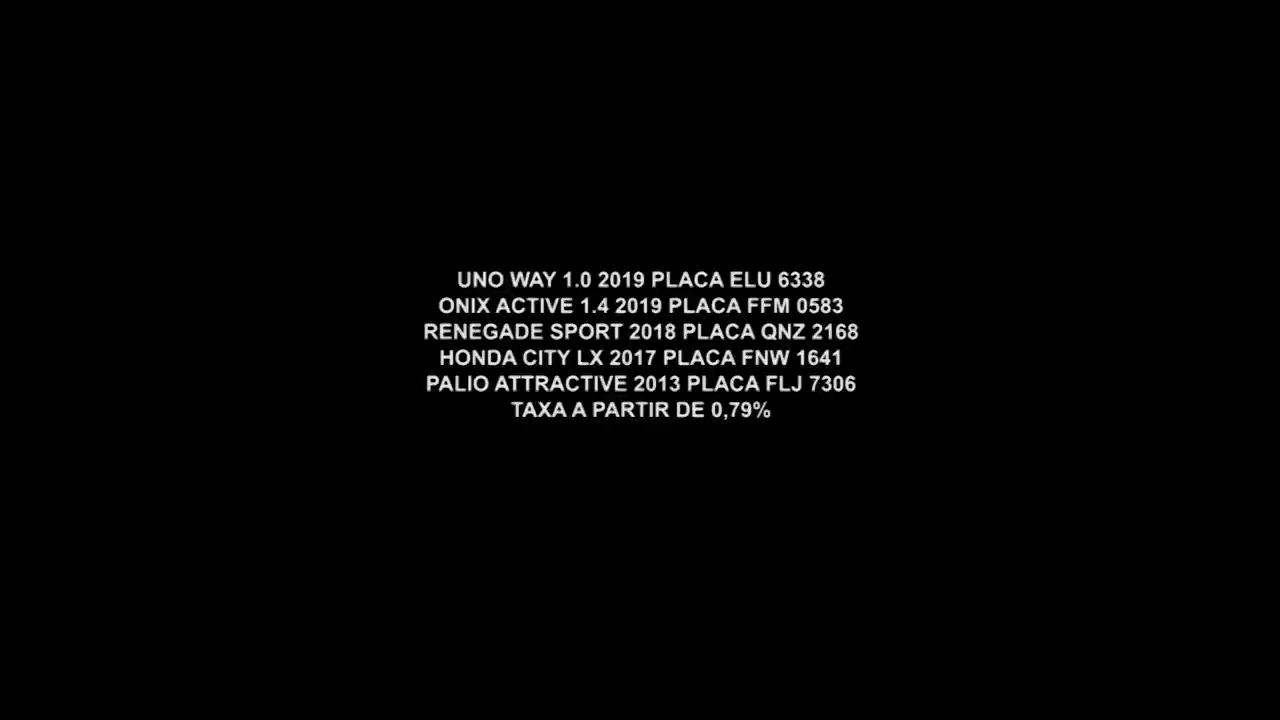 UNO WAY 1.0 2019 PLACA ELU 6338
ONIX ACTIVE 1.4 2019 PLACA FFM 0583
RENEGADE SPORT 2018 PLACA QNZ 2168
HONDA CITY LX 2017 PLACA FNW 1641
PALIO ATTRACTIVE 2013 PLACA FLJ 7306
TAXA A PARTIR DE 0,79%